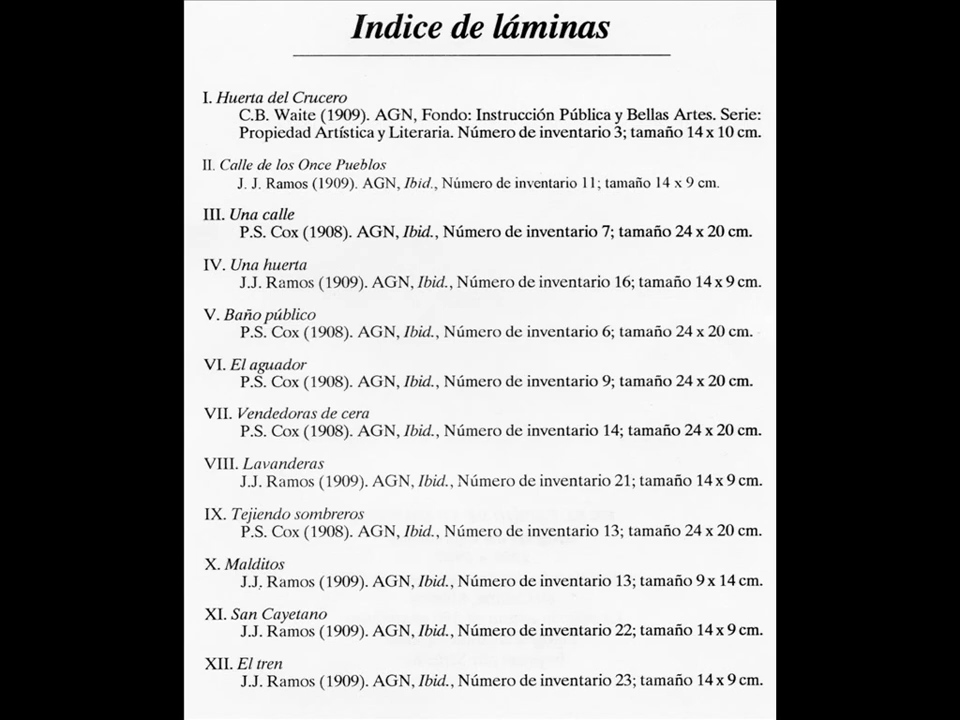 Indice de láminas
I. Huerta del Crucero
C.B. Waite (1909). AGN, Fondo: Instrucción Pública y Bellas Artes. Serie:
Propiedad Artística y Literaria. Número de inventario 3; tamaño 14 x 10 cm.
II. Calle de los Once Pueblos
J. J. Ramos (1909). AGN, Ibid., Número de inventario 11; tamaño 14 x 9 cm.
III. Una calle
P.S. Cox (1908). AGN, Ibid., Número de inventario 7; tamaño 24 x 20 cm.
IV. Una huerta
J.J. Ramos (1909). AGN, Ibid., Número de inventario 16; tamaño 14 x 9 cm.
V. Baño público
P.S. Cox (1908). AGN, Ibid., Número de inventario 6; tamaño 24 x 20 cm.
VI. El aguador
P.S. Cox (1908). AGN, Ibid., Número de inventario 9; tamaño 24 x 20 cm.
VII. Vendedoras de cera
P.S. Cox (1908). AGN, Ibid., Número de inventario 14; tamaño 24 x 20 cm.
VIII. Lavanderas
J.J. Ramos (1909). AGN, Ibid., Número de inventario 21; tamaño 14 x 9 cm.
IX. Tejiendo sombreros
P.S. Cox (1908). AGN, Ibid., Número de inventario 13; tamaño 24 x 20 cm.
X. Malditos
J.J. Ramos (1909). AGN, Ibid., Número de inventario 13; tamaño 9 x 14 cm.
XI. San Cayetano
J.J. Ramos (1909). AGN, Ibid., Número de inventario 22; tamaño 14 x 9 cm.
XII. El tren
J.J. Ramos (1909). AGN, Ibid., Número de inventario 23; tamaño 14 x 9 cm.